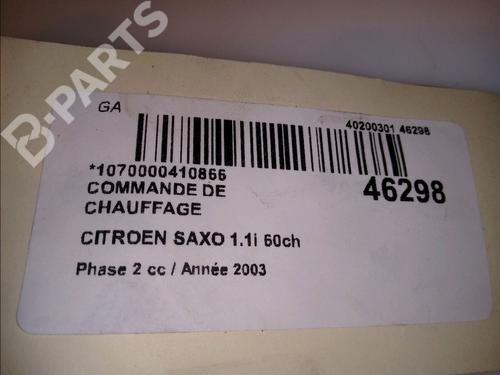 B-PARTS
GA
40200301 46298
*1070000410866
46298
COMMANDE DE
CHAUFFAGE
CITROEN SAXO 1.1i 60ch
Phase 2 cc / Année 2003